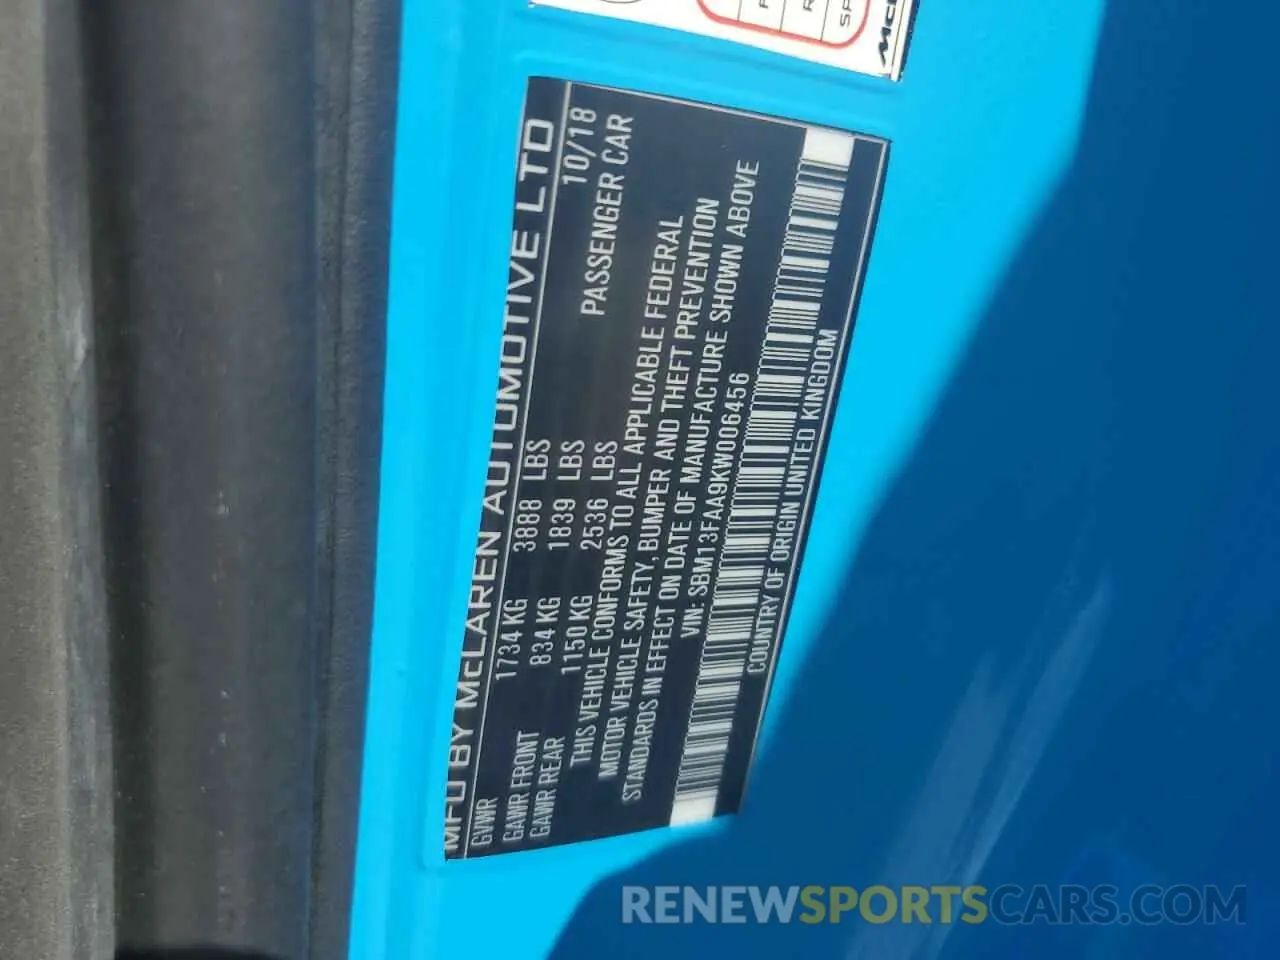 MFD BY McLAREN AUTOMOTIVE LTD
10/18
GVWR 1734 KG 3888 LBS PASSENGER CAR
GAWR FRONT 834 KG 1839 LBS
GAWR REAR 1150 KG 2536 LBS
THIS VEHICLE CONFORMS TO ALL APPLICABLE FEDERAL
MOTOR VEHICLE SAFETY, BUMPER AND THEFT PREVENTION
STANDARDS IN EFFECT ON DATE OF MANUFACTURE SHOWN ABOVE
VIN: SBM13FAA9KW006456
COUNTRY OF ORIGIN UNITED KINGDOM
RENEWSPORTSCARS.COM